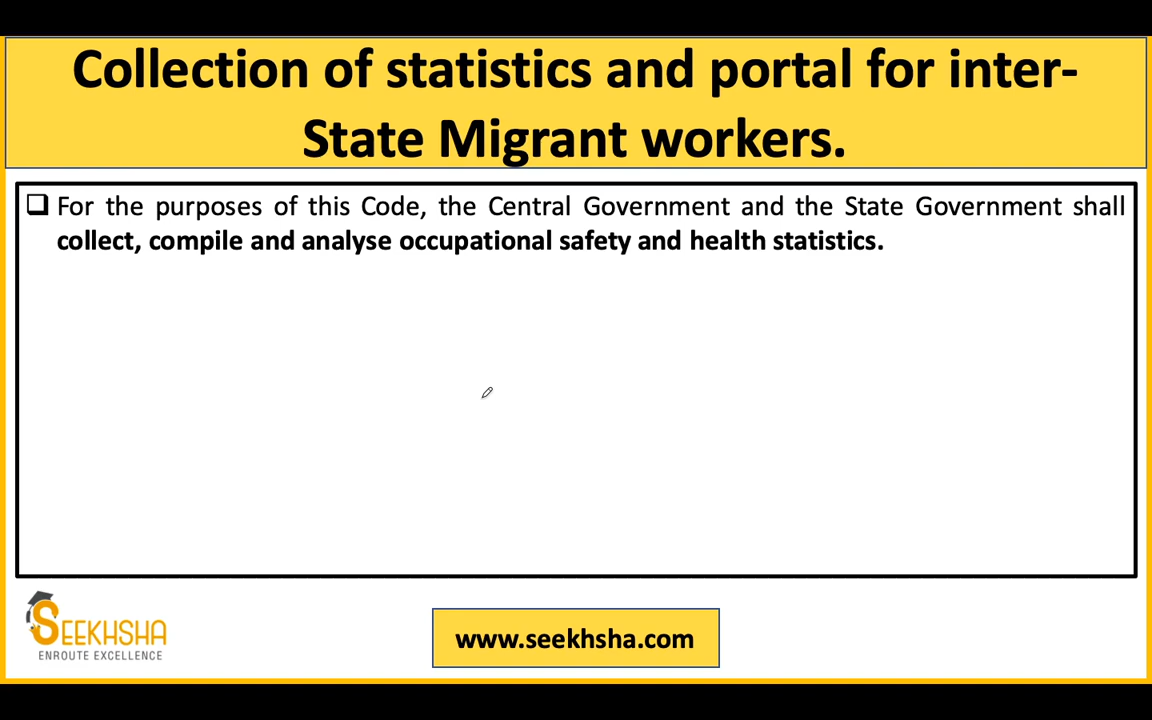 Collection of statistics and portal for inter-
State Migrant workers.
For the purposes of this Code, the Central Government and the State Government shall
collect, compile and analyse occupational safety and health statistics.
SEEKHSHA
ENROUTE EXCELLENCE
www.seekhsha.com